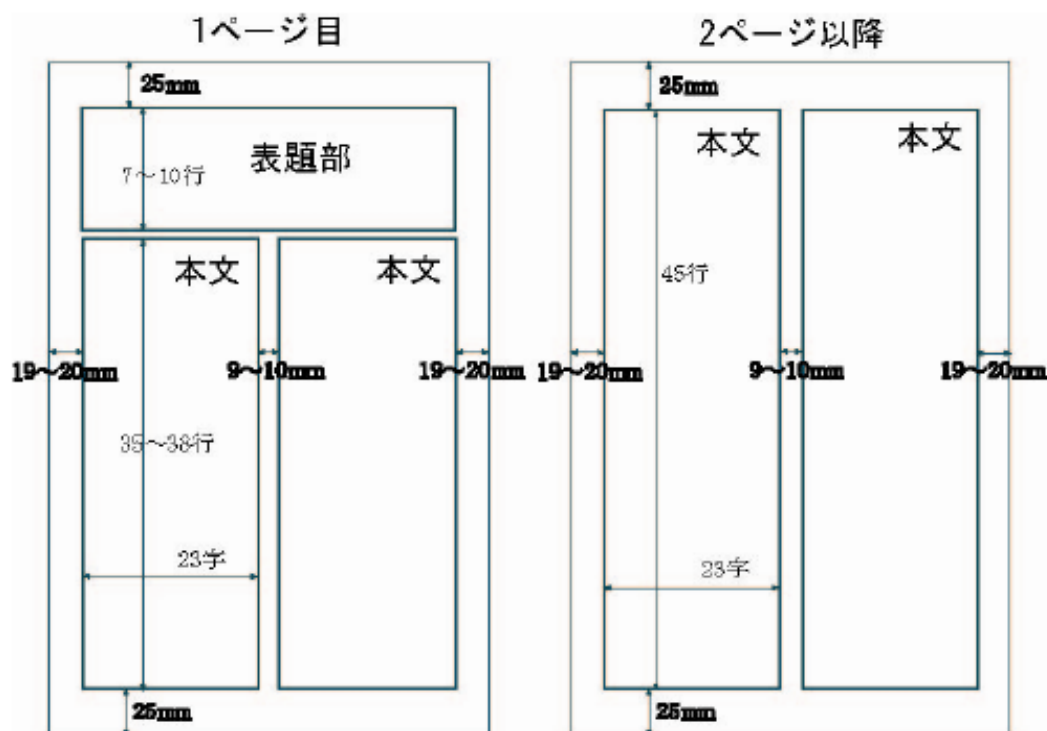 1ページ目
25mm
表題部
7～10行
本文
本文
19～20mm
9～10mm
19～20mm
35～38行
23字
25mm
2ページ以降
25mm
本文
本文
45行
19～20mm
9～10mm
19～20mm
23字
25mm